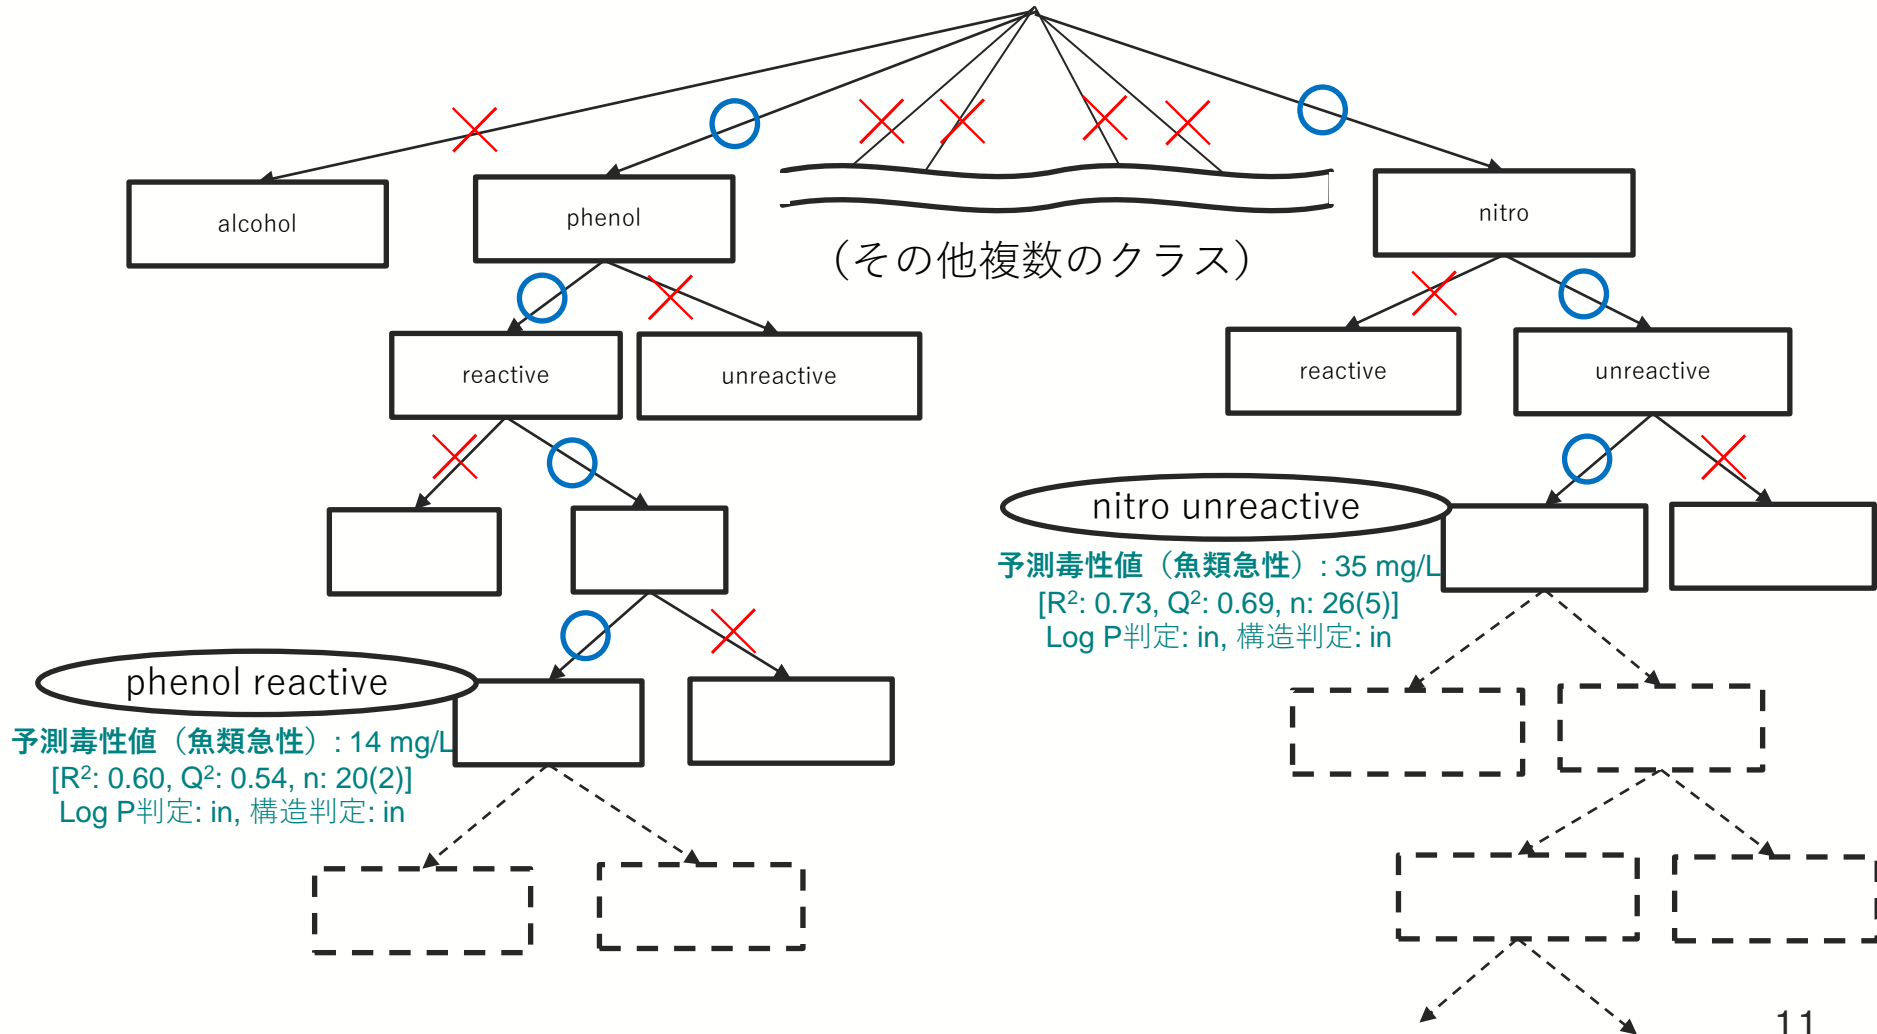 alcohol
phenol
nitro
（その他複数のクラス）
reactive
unreactive
reactive
unreactive
nitro unreactive
予測毒性値（魚類急性）: 35 mg/L
[R²: 0.73, Q²: 0.69, n: 26(5)]
Log P判定: in, 構造判定: in
phenol reactive
予測毒性値（魚類急性）: 14 mg/L
[R²: 0.60, Q²: 0.54, n: 20(2)]
Log P判定: in, 構造判定: in
11